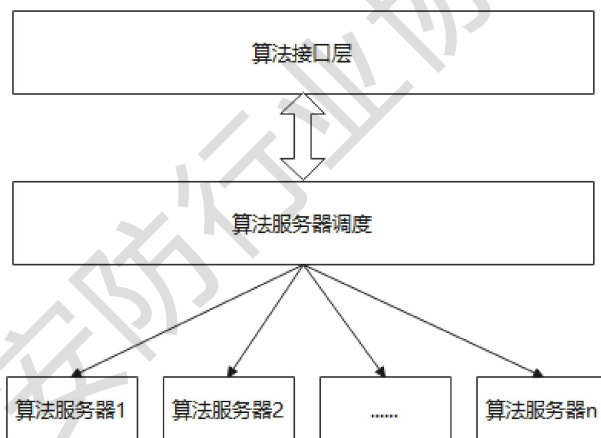 算法接口层
算法服务器调度
算法服务器1
算法服务器2
......
算法服务器n
安防行业协